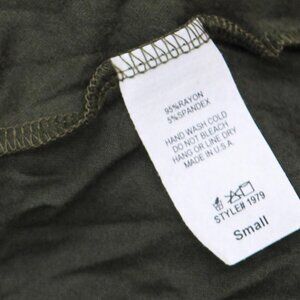 95%RAYON
5%SPANDEX
HAND WASH COLD
DO NOT BLEACH
HANG OR LINE DRY
MADE IN U.S.A.
STYLE# 1979
Small